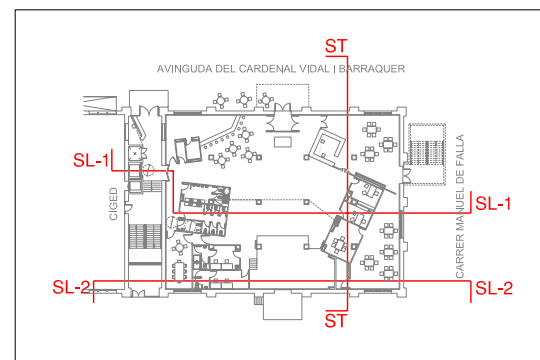 ST
AVINGUDA DEL CARDENAL VIDAL I BARRAQUER
SL-1
CIGED
SL-1
CARRER MANUEL DE FALLA
SL-2
SL-2
ST